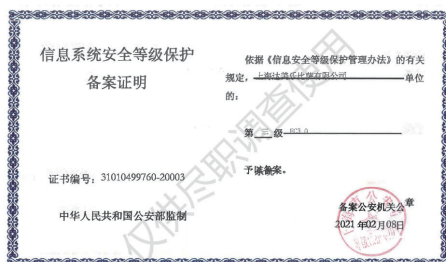 信息系统安全等级保护
备案证明
证书编号：31010499760-20003
中华人民共和国公安部监制
依据《信息安全等级保护管理办法》的有关
规定，上海达美乐比萨有限公司单位
的：
第 三 级
予以备案。
备案公安机关公章
2021年02月08日
仅供尽职调查使用